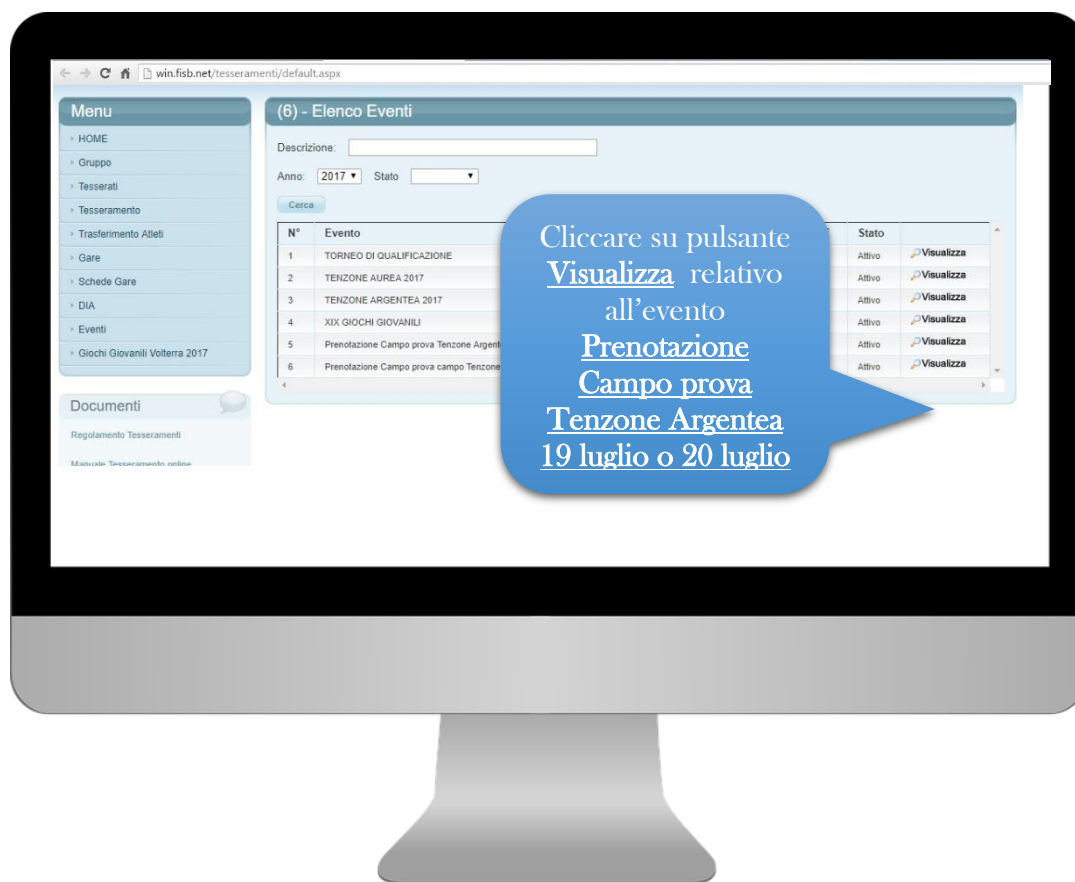 win.fisb.net/tesseramenti/default.aspx
Menu
HOME
Gruppo
Tesserati
Tesseramento
Trasferimento Atleti
Gare
Schede Gare
DIA
Eventi
Giochi Giovanili Volterra 2017
Documenti
Regolamento Tesseramenti
Manuale Tesseramento online
(6) - Elenco Eventi
Descrizione:
Anno: 2017 Stato
Cerca
N° Evento Stato
1 TORNEO DI QUALIFICAZIONE Attivo Visualizza
2 TENZONE AUREA 2017 Attivo Visualizza
3 TENZONE ARGENTEA 2017 Attivo Visualizza
4 XIX GIOCHI GIOVANILI Attivo Visualizza
5 Prenotazione Campo prova Tenzone Argent Attivo Visualizza
6 Prenotazione Campo prova campo Tenzone Attivo Visualizza
Cliccare su pulsante
Visualizza relativo
all'evento
Prenotazione
Campo prova
Tenzone Argentea
19 luglio o 20 luglio